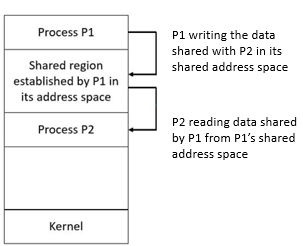 Process P1
Shared region
established by P1 in
its address space
Process P2
Kernel
P1 writing the data
shared with P2 in its
shared address space
P2 reading data shared
by P1 from P1’s shared
address space